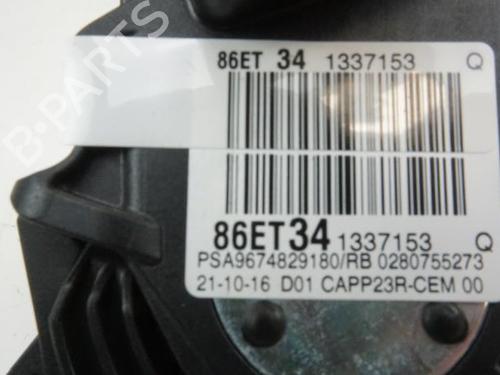 86ET 34 1337153 Q
B-PARTS
86ET34 1337153 Q
PSA9674829180/RB 0280755273
21-10-16 D01 CAPP23R-CEM 00